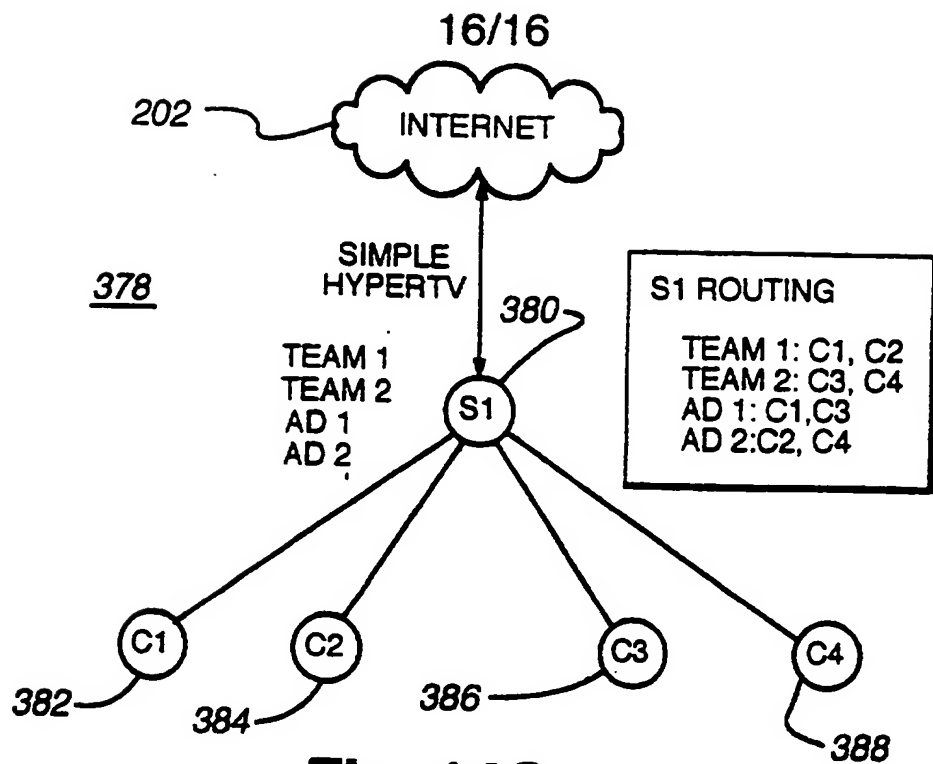 16/16
202
INTERNET
SIMPLE
HYPERTV
378
380
S1 ROUTING
TEAM 1: C1, C2
TEAM 2: C3, C4
AD 1: C1,C3
AD 2:C2, C4
TEAM 1
TEAM 2
AD 1
AD 2
S1
C1
C2
C3
C4
382
384
386
388